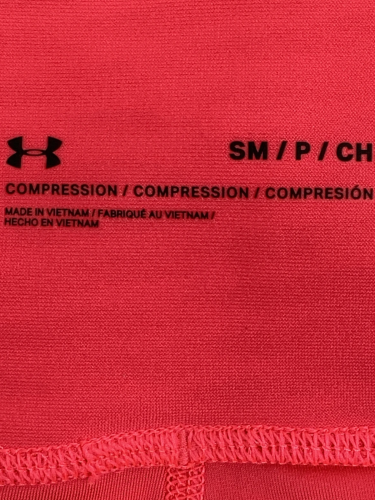 SM / P / CH
COMPRESSION / COMPRESSION / COMPRESIÓN
MADE IN VIETNAM / FABRIQUÉ AU VIETNAM /
HECHO EN VIETNAM